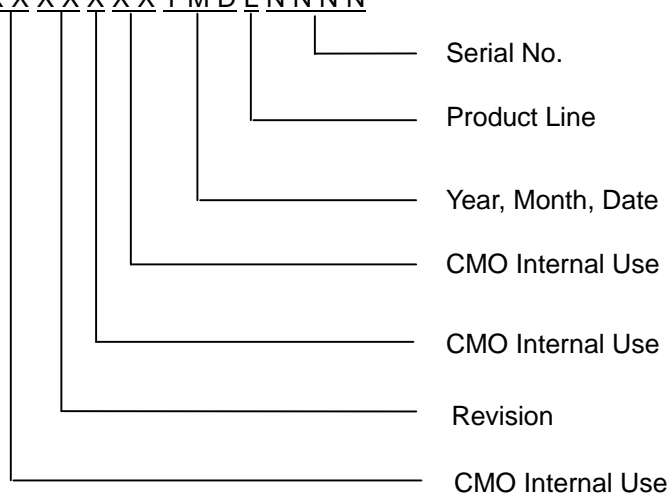 X X X X X X X Y M D L N N N N
Serial No.
Product Line
Year, Month, Date
CMO Internal Use
CMO Internal Use
Revision
CMO Internal Use